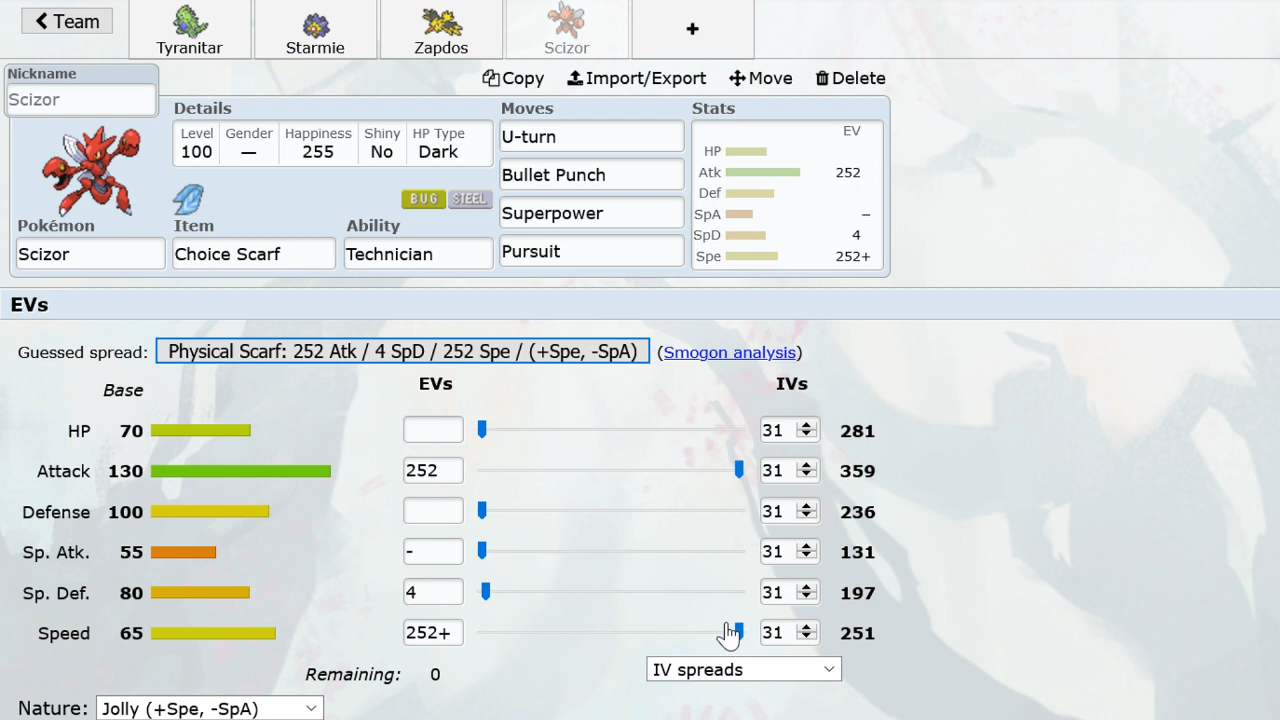 Team
Tyranitar
Starmie
Zapdos
Scizor
+
Nickname
Scizor
Copy
Import/Export
Move
Delete
Details
Level Gender Happiness Shiny HP Type
100 — 255 No Dark
BUG STEEL
Pokémon
Scizor
Item
Choice Scarf
Ability
Technician
Moves
U-turn
Bullet Punch
Superpower
Pursuit
Stats
EV
HP
Atk 252
Def
SpA –
SpD 4
Spe 252+
EVs
Guessed spread: Physical Scarf: 252 Atk / 4 SpD / 252 Spe / (+Spe, -SpA) (Smogon analysis)
Base EVs IVs
HP 70 31 281
Attack 130 252 31 359
Defense 100 31 236
Sp. Atk. 55 - 31 131
Sp. Def. 80 4 31 197
Speed 65 252+ 31 251
Remaining: 0
IV spreads
Nature: Jolly (+Spe, -SpA)